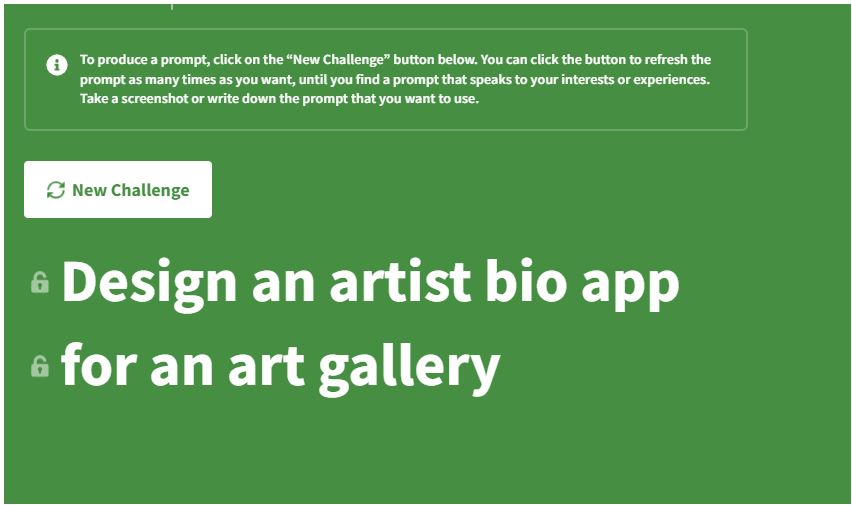 To produce a prompt, click on the “New Challenge” button below. You can click the button to refresh the
prompt as many times as you want, until you find a prompt that speaks to your interests or experiences.
Take a screenshot or write down the prompt that you want to use.
New Challenge
Design an artist bio app
for an art gallery